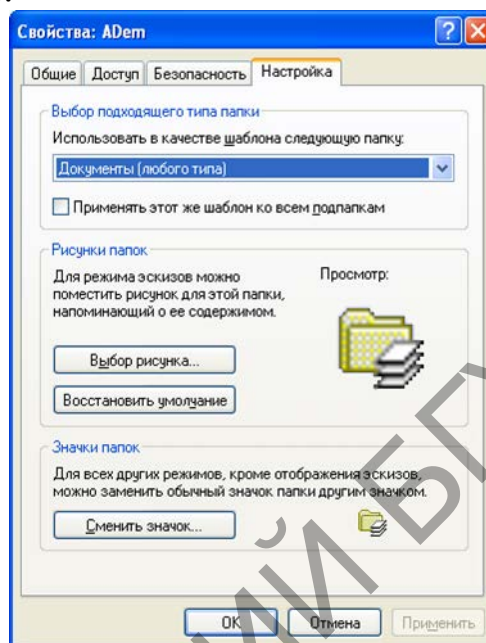 Свойства: ADem
Общие Доступ Безопасность Настройка
Выбор подходящего типа папки
Использовать в качестве шаблона следующую папку:
Документы (любого типа)
Применять этот же шаблон ко всем подпапкам
Рисунки папок
Для режима эскизов можно
поместить рисунок для этой папки,
напоминающий о ее содержимом.
Просмотр:
Выбор рисунка...
Восстановить умолчание
Значки папок
Для всех других режимов, кроме отображения эскизов,
можно заменить обычный значок папки другим значком.
Сменить значок...
ОК Отмена Применить